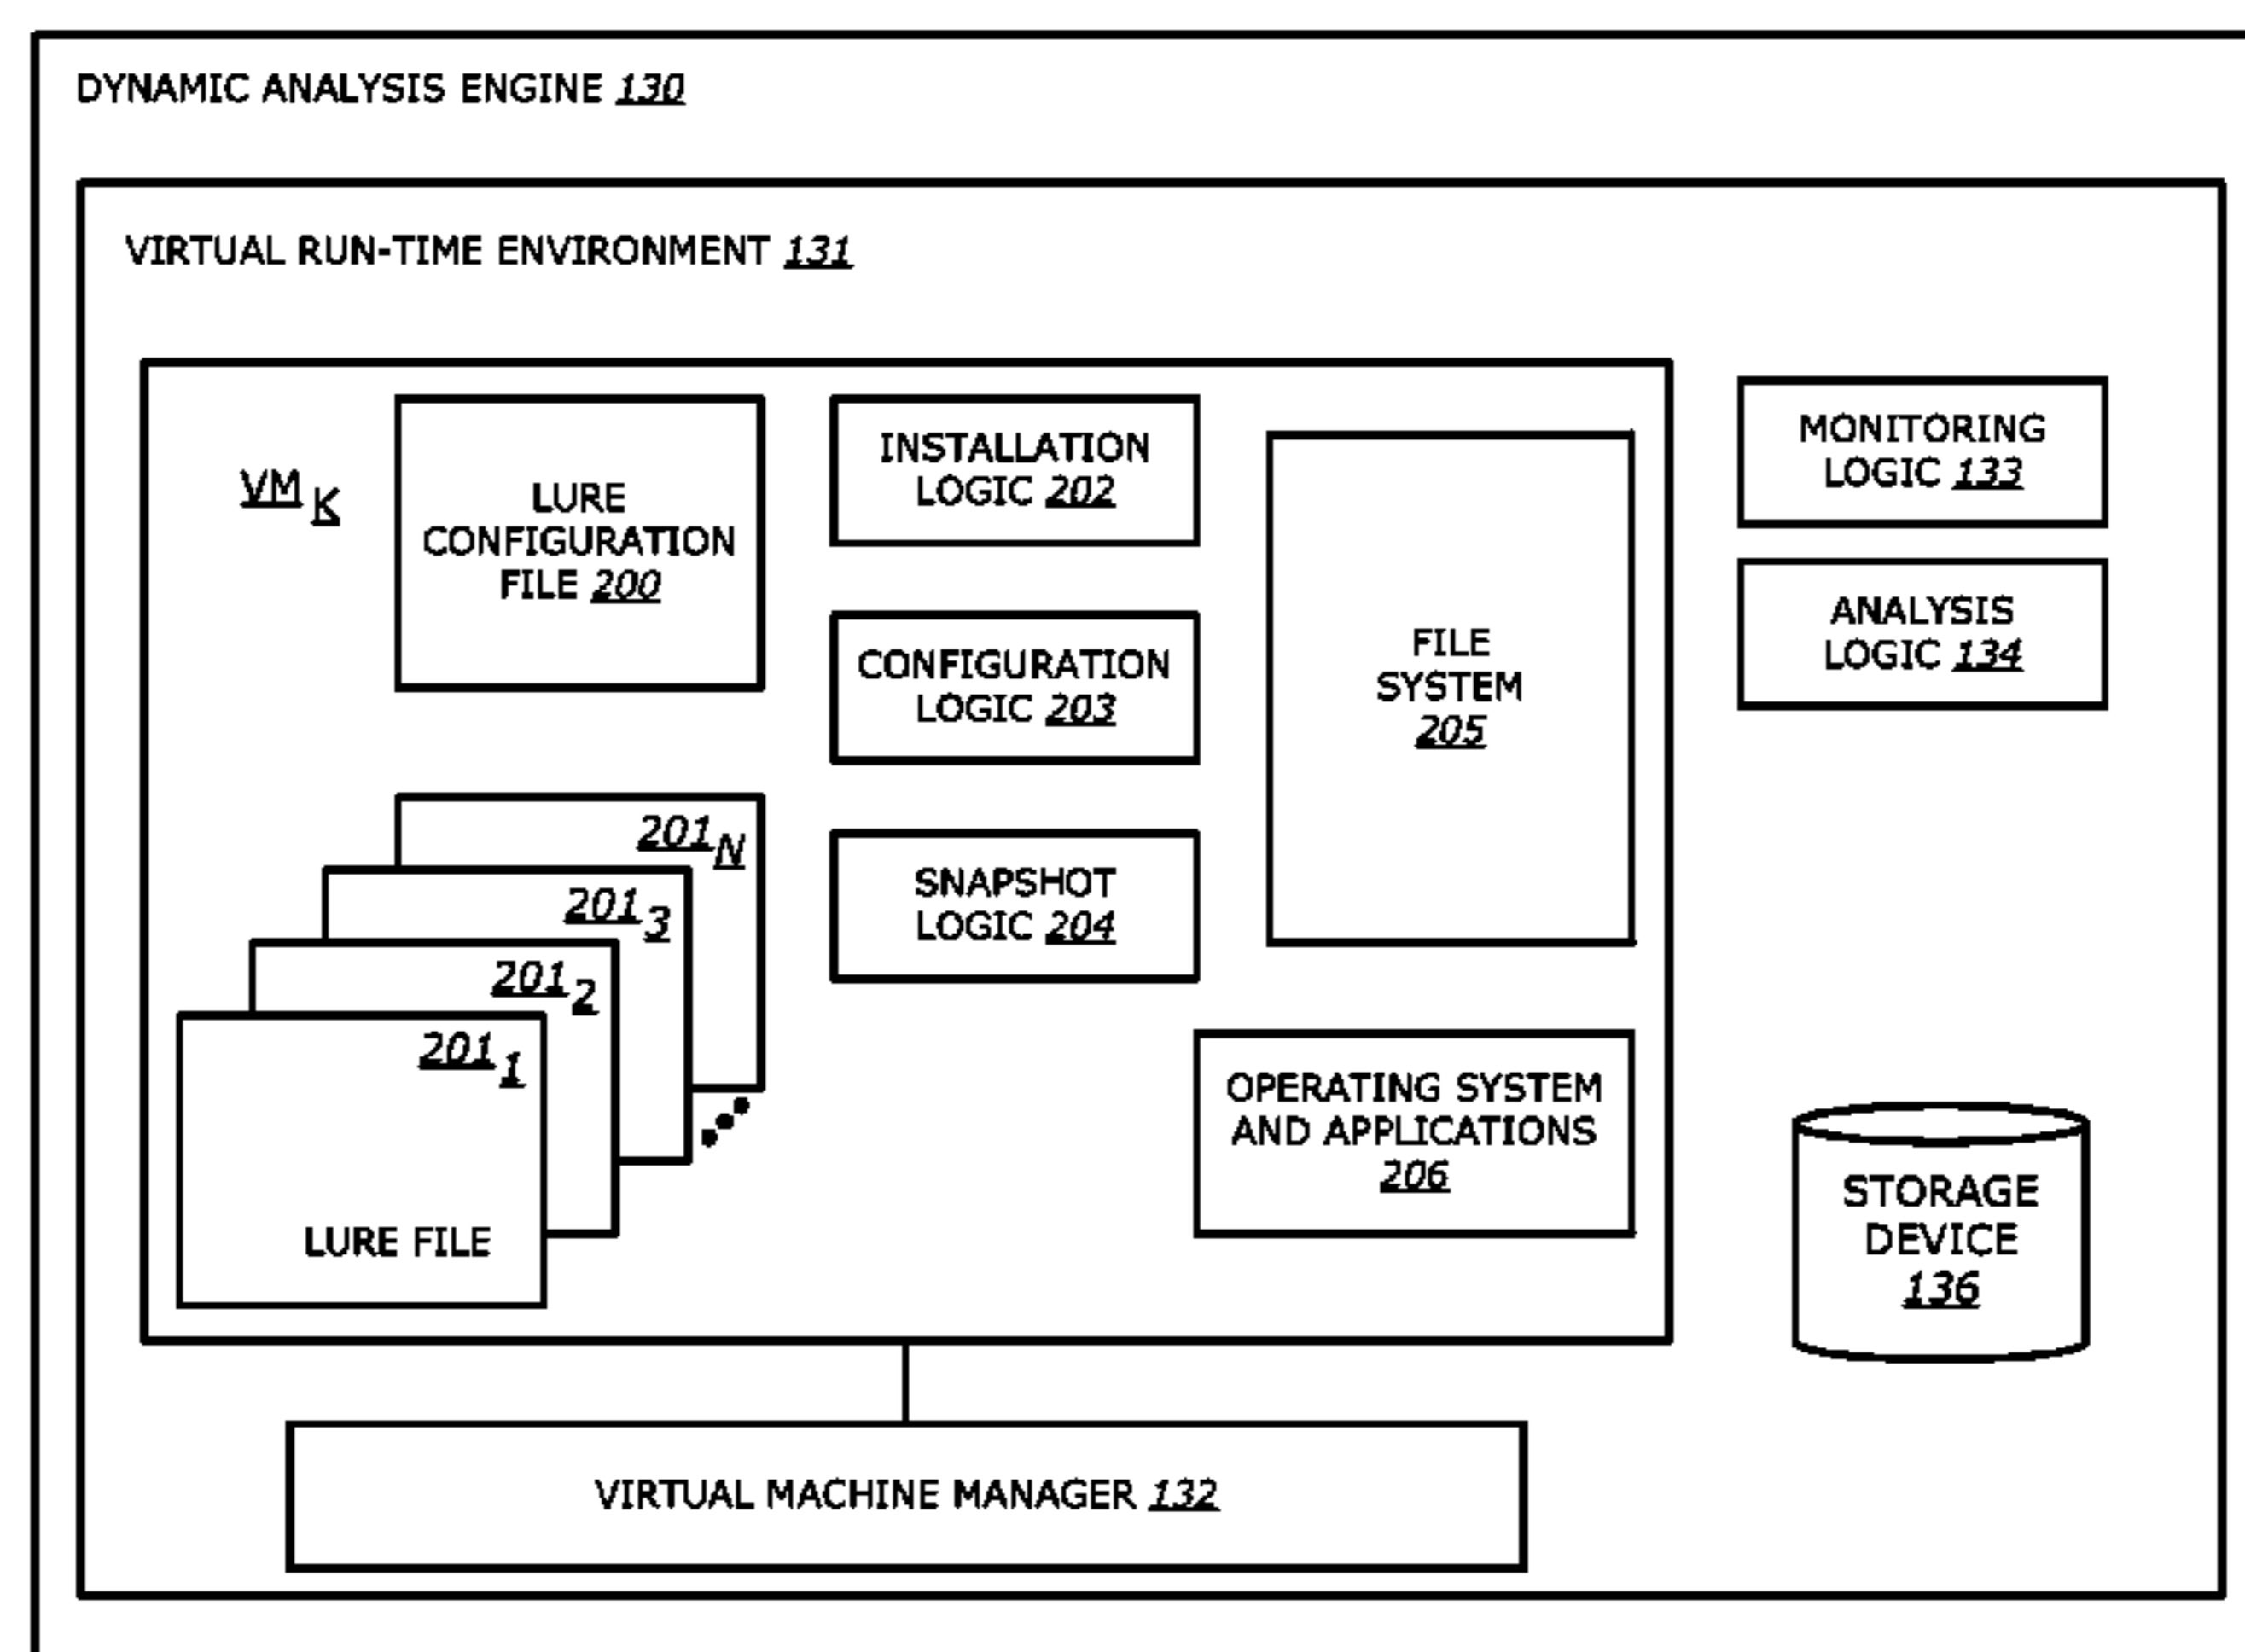 DYNAMIC ANALYSIS ENGINE 130
VIRTUAL RUN-TIME ENVIRONMENT 131
VM K
LURE
CONFIGURATION
FILE 200
INSTALLATION
LOGIC 202
CONFIGURATION
LOGIC 203
SNAPSHOT
LOGIC 204
FILE
SYSTEM
205
MONITORING
LOGIC 133
ANALYSIS
LOGIC 134
201 N
201 3
201 2
201 1
LURE FILE
OPERATING SYSTEM
AND APPLICATIONS
206
STORAGE
DEVICE
136
VIRTUAL MACHINE MANAGER 132